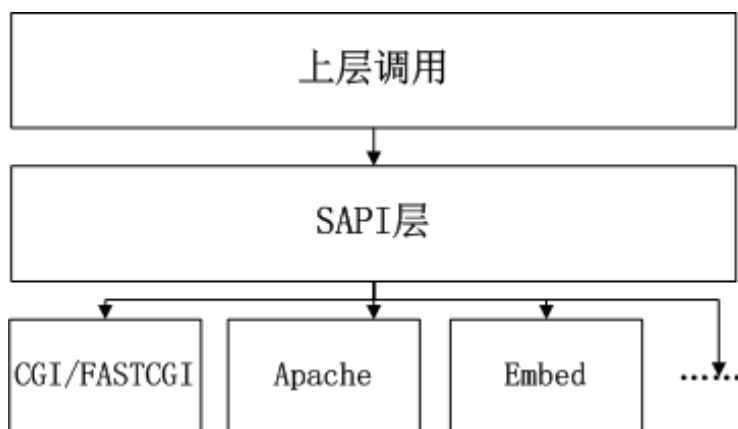 上层调用
SAPI层
CGI/FASTCGI
Apache
Embed
......